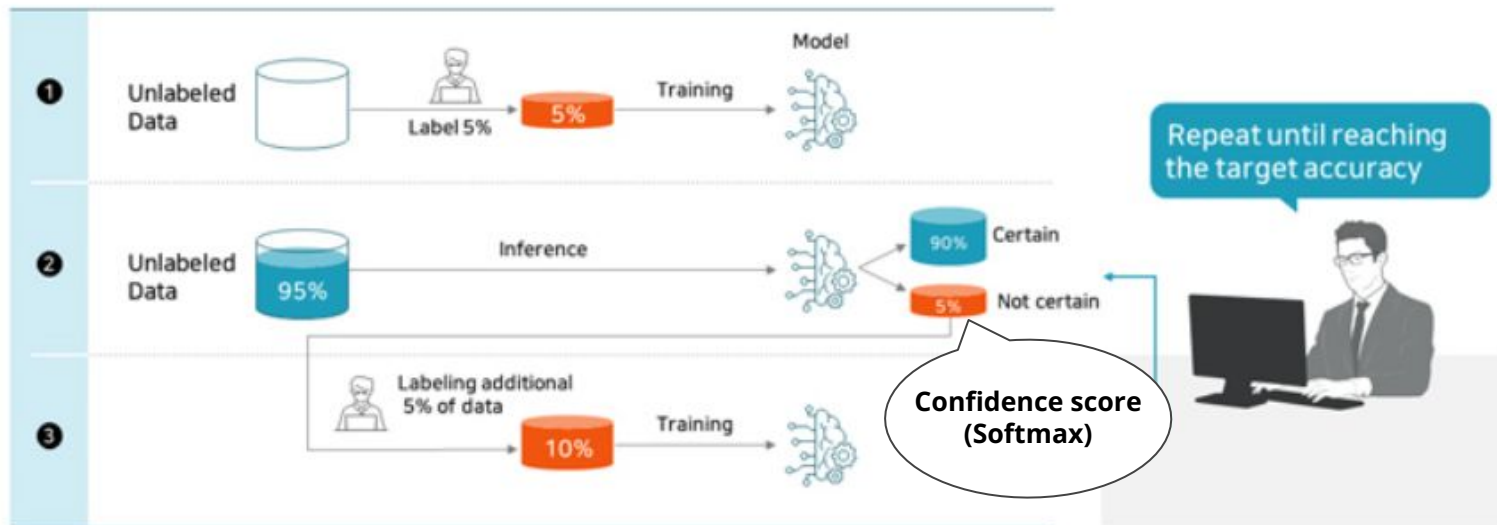 Model
❶
Unlabeled
Data
Label 5%
5%
Training
Repeat until reaching
the target accuracy
❷
Unlabeled
Data
95%
Inference
90%
Certain
5%
Not certain
❸
Labeling additional
5% of data
10%
Training
Confidence score
(Softmax)